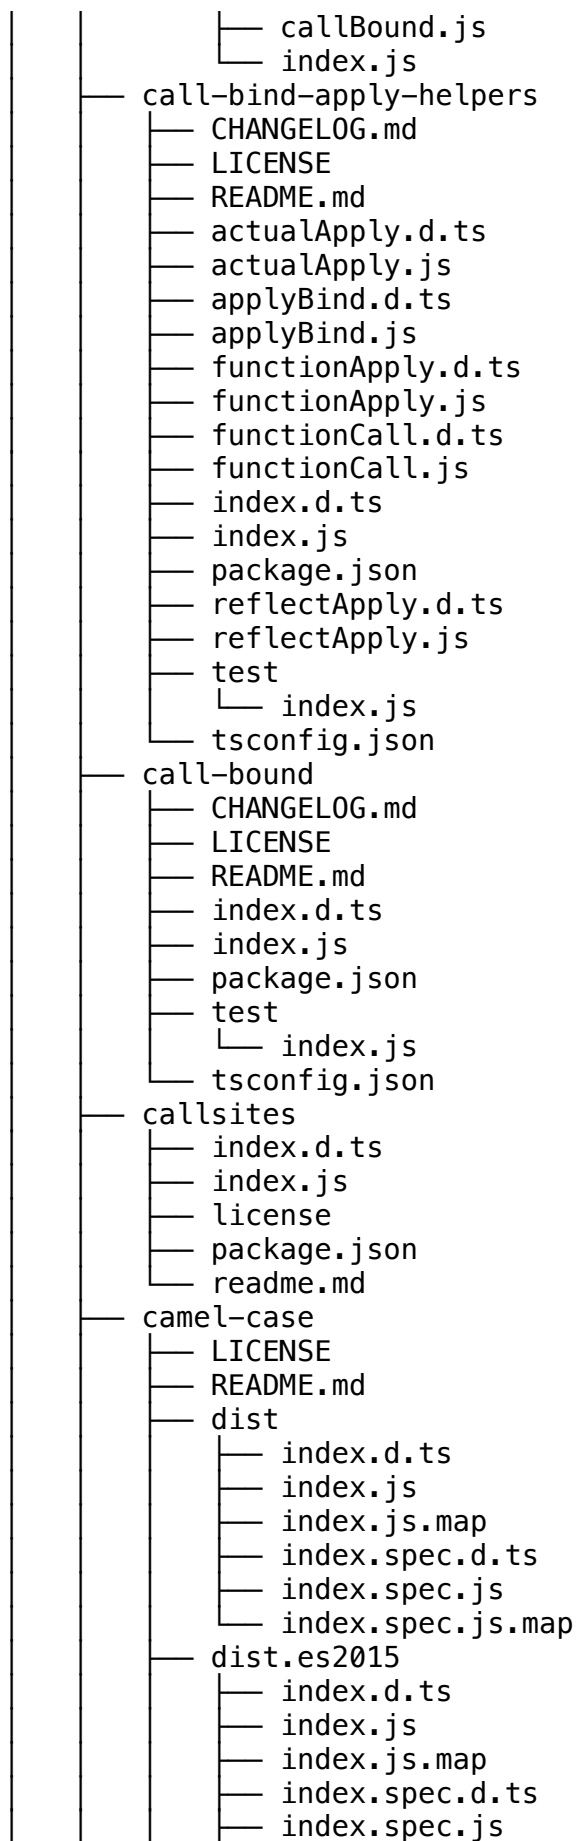 │   │       ├── callBound.js
│   │       └── index.js
│   ├── call-bind-apply-helpers
│   │   ├── CHANGELOG.md
│   │   ├── LICENSE
│   │   ├── README.md
│   │   ├── actualApply.d.ts
│   │   ├── actualApply.js
│   │   ├── applyBind.d.ts
│   │   ├── applyBind.js
│   │   ├── functionApply.d.ts
│   │   ├── functionApply.js
│   │   ├── functionCall.d.ts
│   │   ├── functionCall.js
│   │   ├── index.d.ts
│   │   ├── index.js
│   │   ├── package.json
│   │   ├── reflectApply.d.ts
│   │   ├── reflectApply.js
│   │   ├── test
│   │   │   └── index.js
│   │   └── tsconfig.json
│   ├── call-bound
│   │   ├── CHANGELOG.md
│   │   ├── LICENSE
│   │   ├── README.md
│   │   ├── index.d.ts
│   │   ├── index.js
│   │   ├── package.json
│   │   ├── test
│   │   │   └── index.js
│   │   └── tsconfig.json
│   ├── callsites
│   │   ├── index.d.ts
│   │   ├── index.js
│   │   ├── license
│   │   ├── package.json
│   │   └── readme.md
│   ├── camel-case
│   │   ├── LICENSE
│   │   ├── README.md
│   │   ├── dist
│   │   │   ├── index.d.ts
│   │   │   ├── index.js
│   │   │   ├── index.js.map
│   │   │   ├── index.spec.d.ts
│   │   │   ├── index.spec.js
│   │   │   └── index.spec.js.map
│   │   ├── dist.es2015
│   │   │   ├── index.d.ts
│   │   │   ├── index.js
│   │   │   ├── index.js.map
│   │   │   ├── index.spec.d.ts
│   │   │   ├── index.spec.js